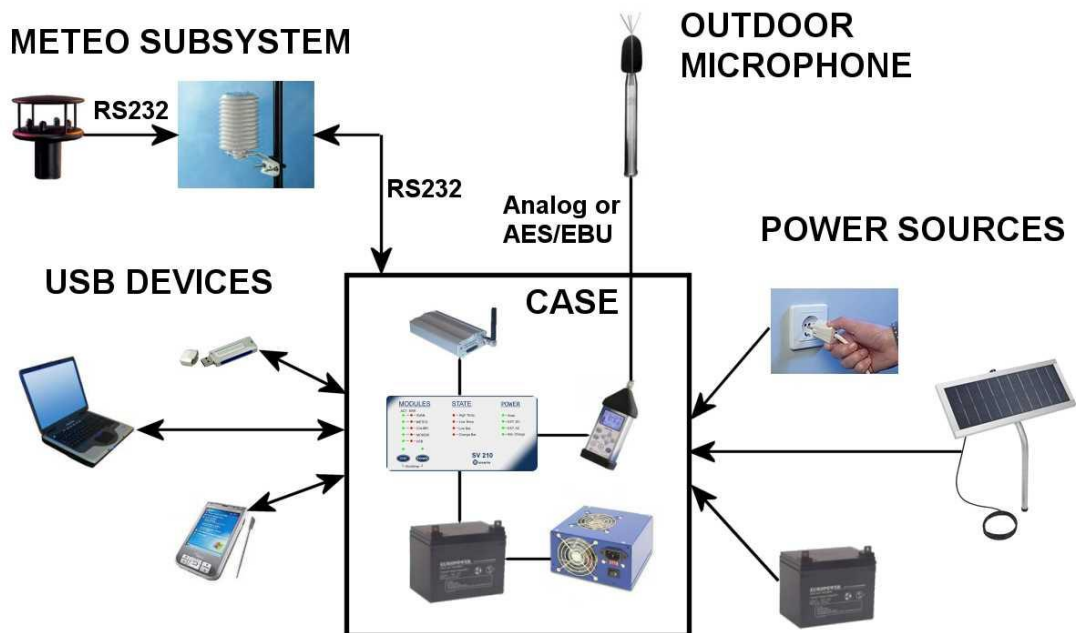 METEO SUBSYSTEM
OUTDOOR
MICROPHONE
RS232
RS232
Analog or
AES/EBU
POWER SOURCES
USB DEVICES
CASE
MODULES
STATE
POWER
SV 210